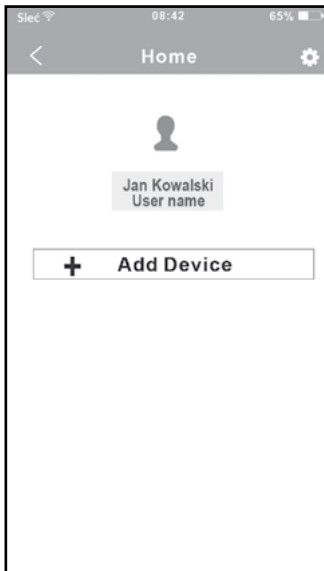 Sieć 08:42 65%
Home
Jan Kowalski
User name
+ Add Device